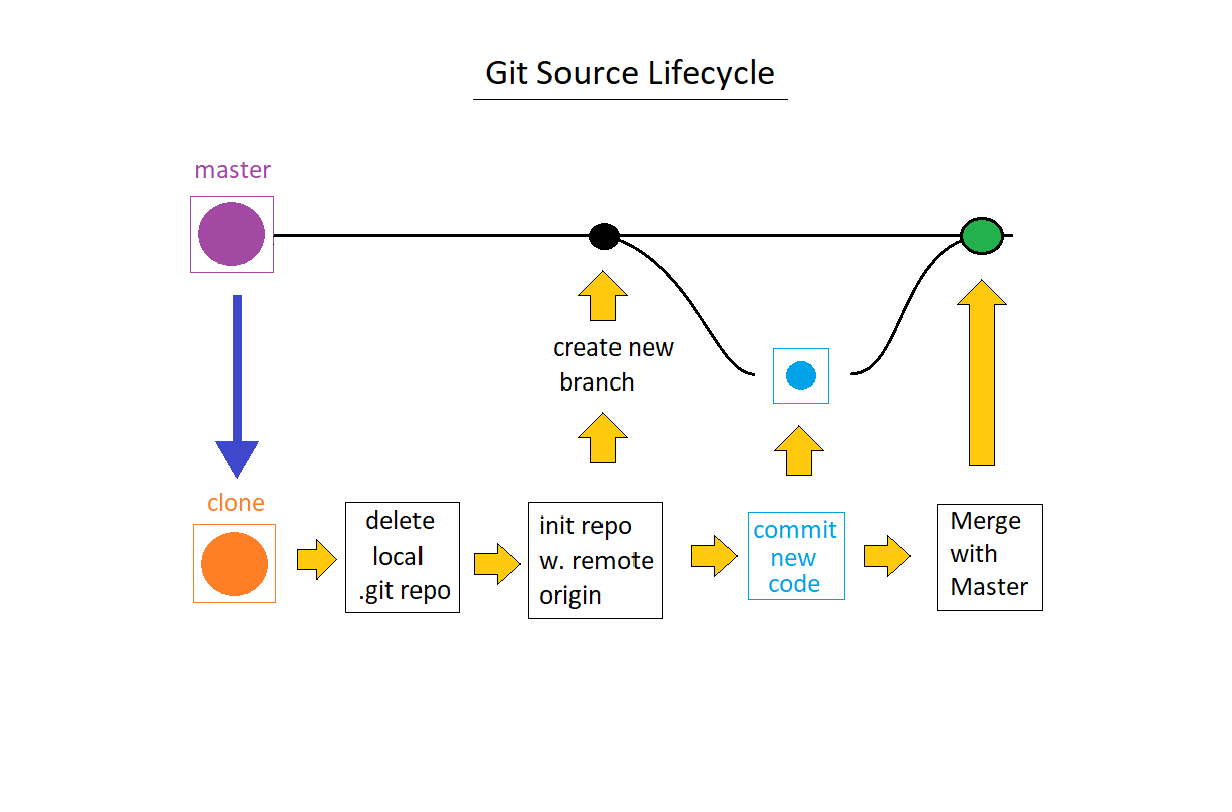 Git Source Lifecycle
master
create new
branch
clone
delete
local
.git repo
init repo
w. remote
origin
commit
new
code
Merge
with
Master